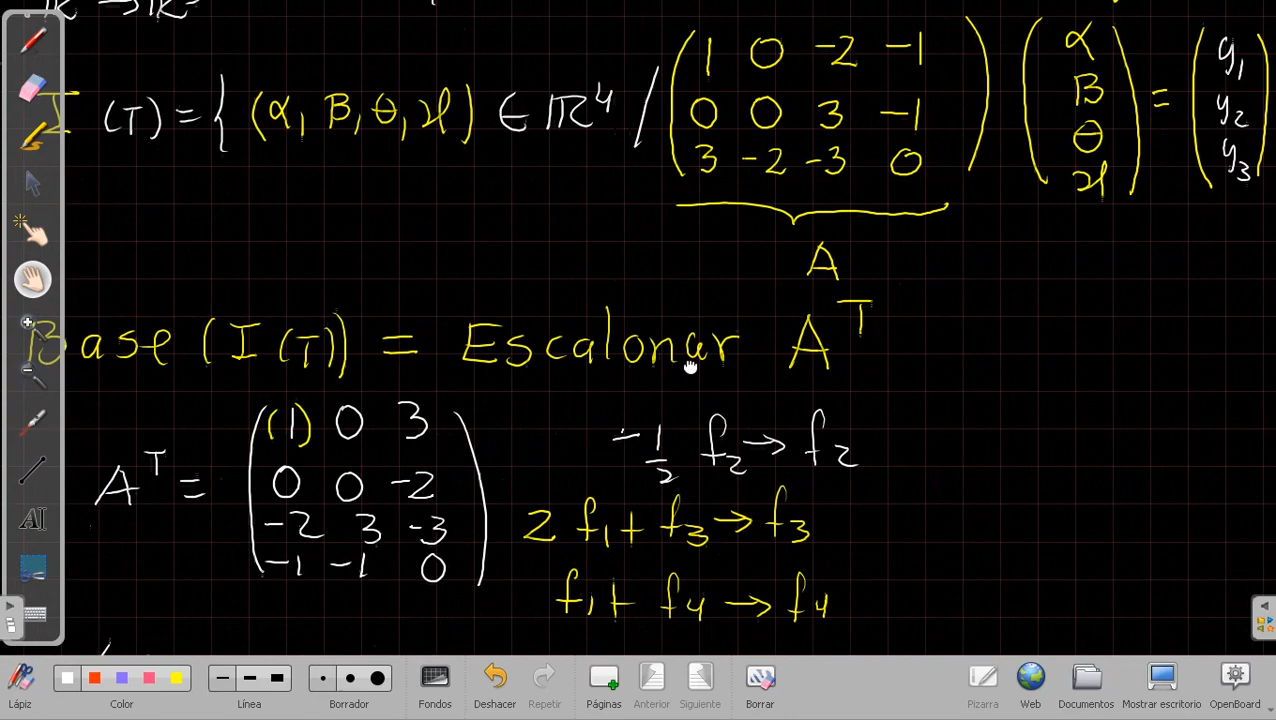 (T) = { (α, β, θ, 𝓗) ∈ ℝ⁴ / ( 1 0 -2 -1 ) ( α ) = ( y₁ )
( 0 0 3 -1 ) ( β ) ( y₂ )
( 3 -2 -3 0 ) ( θ ) ( y₃ )
( 𝓗 )
A
Base (I(T)) = Escalonar Aᵀ
Aᵀ = ( (1) 0 3 ) -1/2 f₂ → f₂
( 0 0 -2 )
( -2 3 -3 ) 2 f₁ + f₃ → f₃
( -1 -1 0 ) f₁ + f₄ → f₄
Lápiz Color Línea Borrador Fondos Deshacer Repetir Páginas Anterior Siguiente Borrar Pizarra Web Documentos Mostrar escritorio OpenBoard